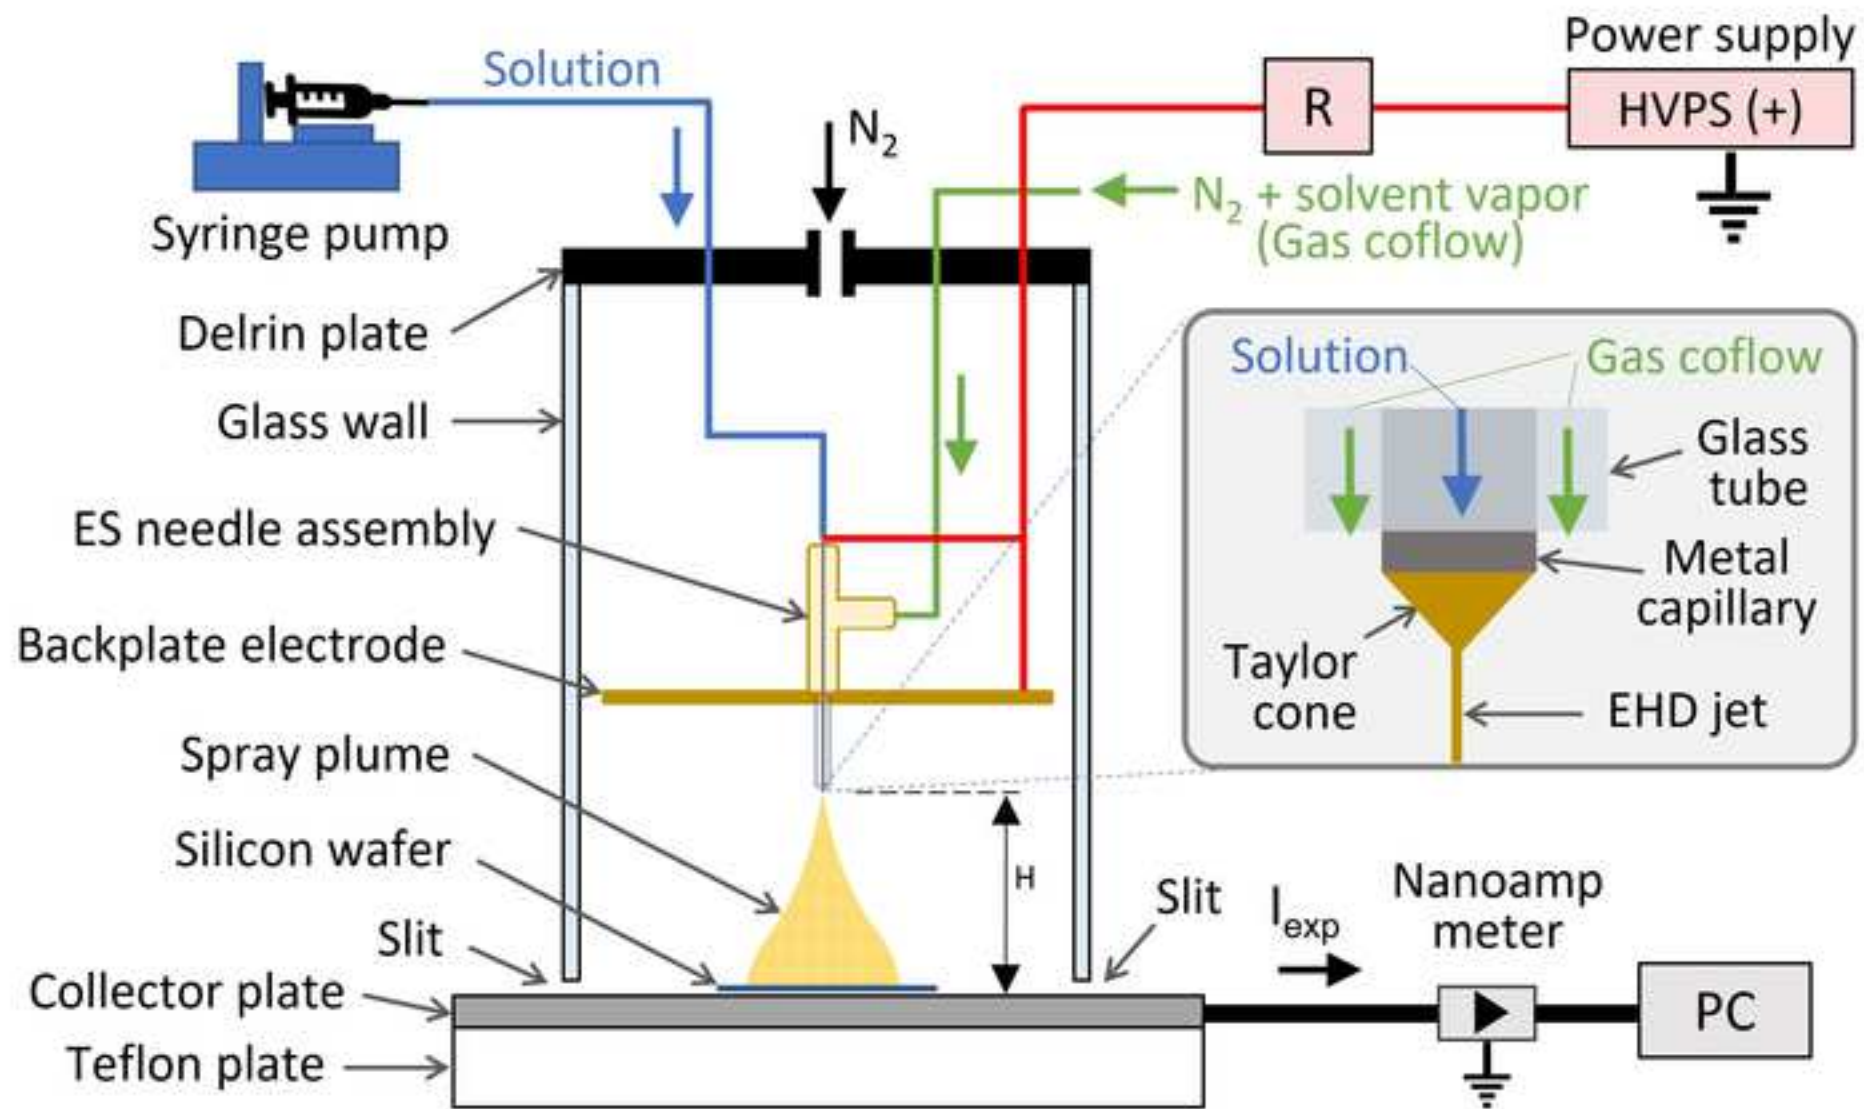 Solution
Syringe pump
N₂
Power supply
R
HVPS (+)
N₂ + solvent vapor
(Gas coflow)
Delrin plate
Glass wall
ES needle assembly
Backplate electrode
Spray plume
Silicon wafer
Slit
Collector plate
Teflon plate
H
Solution
Gas coflow
Glass
tube
Metal
capillary
Taylor
cone
EHD jet
Slit
Iexp
Nanoamp
meter
PC